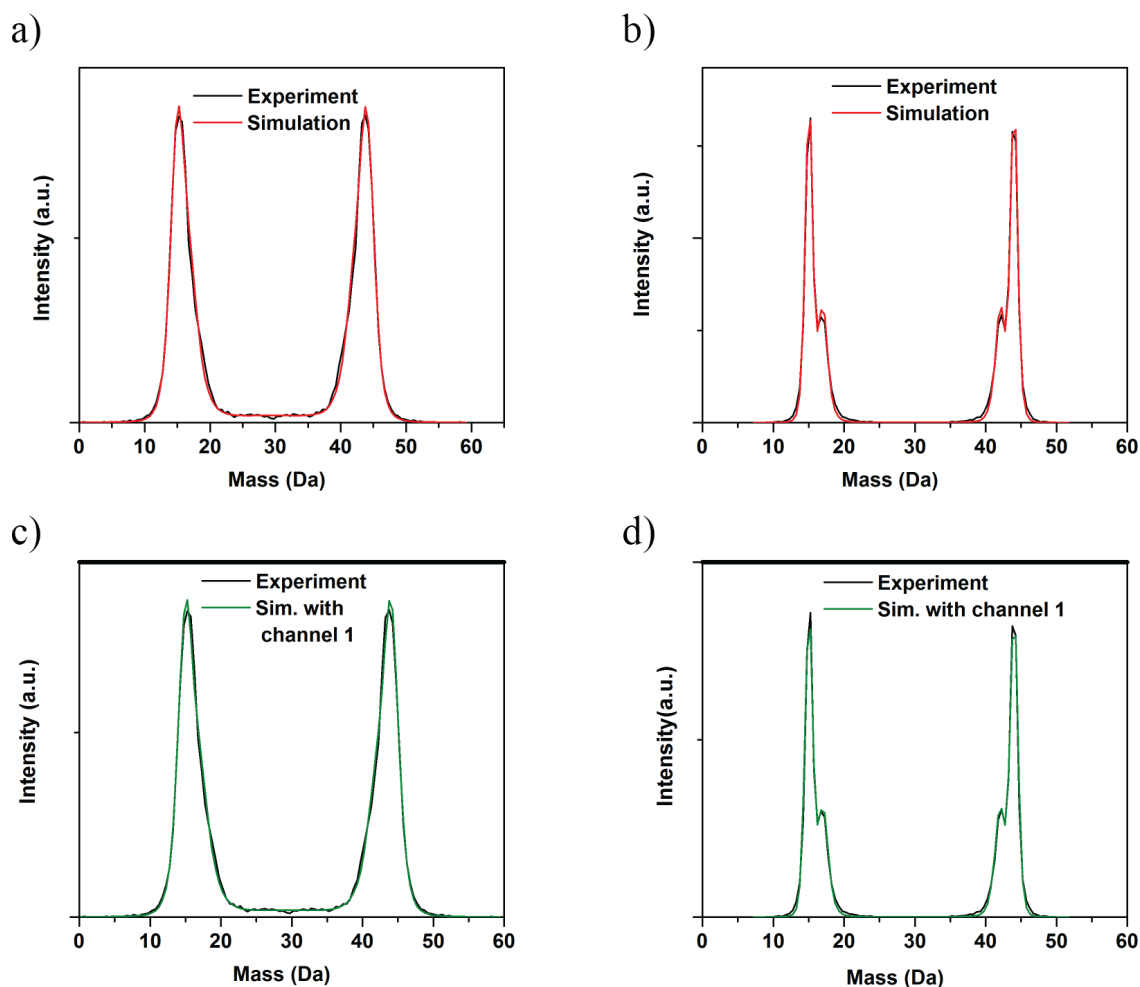 a)
Experiment
Simulation
Intensity (a.u.)
0 10 20 30 40 50 60
Mass (Da)
b)
Experiment
Simulation
Intensity (a.u.)
0 10 20 30 40 50 60
Mass (Da)
c)
Experiment
Sim. with
channel 1
Intensity (a.u.)
0 10 20 30 40 50 60
Mass (Da)
d)
Experiment
Sim. with channel 1
Intensity(a.u.)
0 10 20 30 40 50 60
Mass (Da)